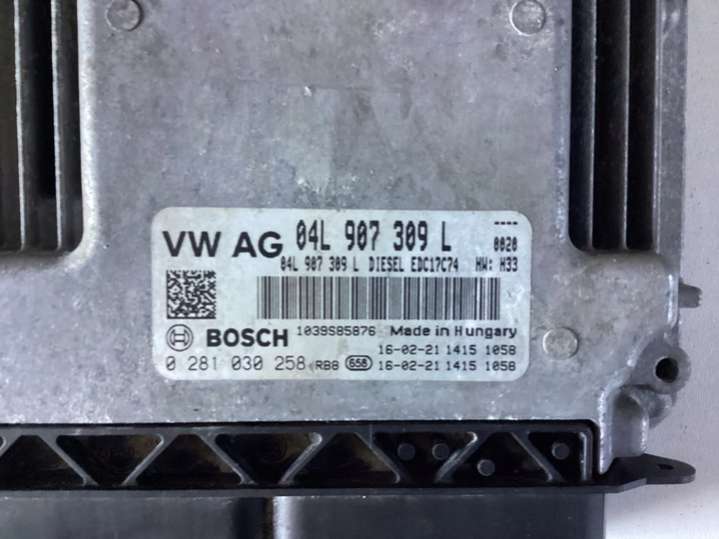 VW AG 04L 907 309 L ----
0020
04L 907 309 L DIESEL EDC17C74 HW: H33
BOSCH 1039S85876 Made in Hungary
16-02-21 1415 1058
0 281 030 258 RB8 658 16-02-21 1415 1058